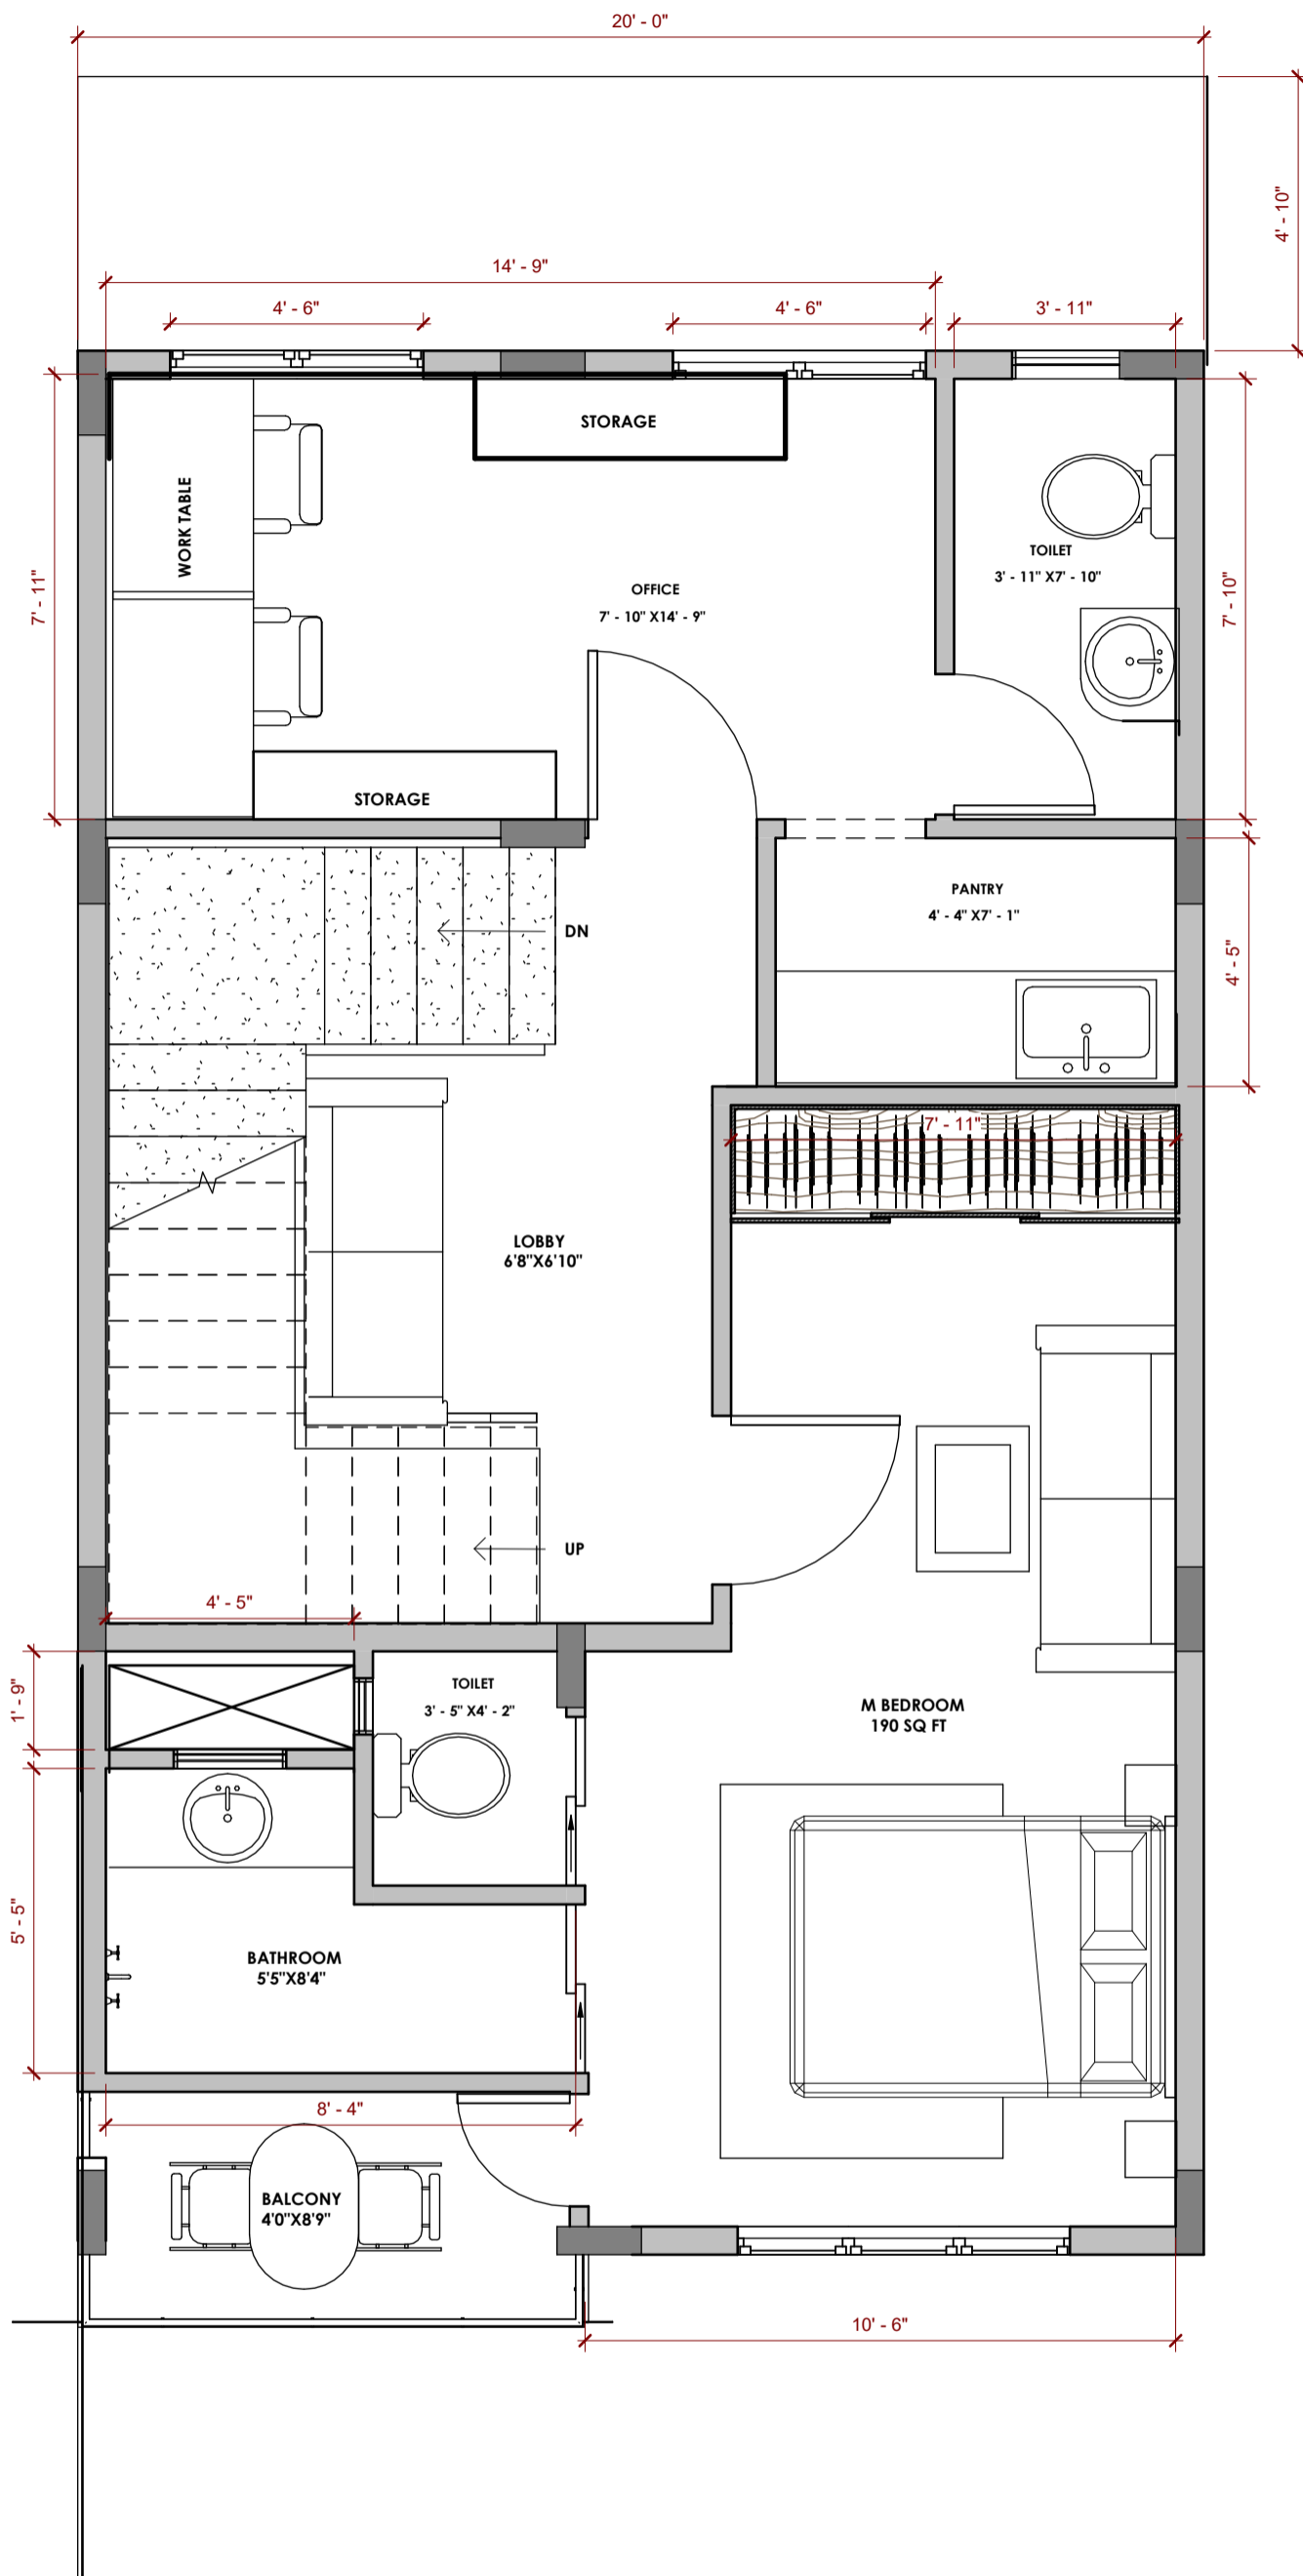 20' - 0"
4' - 10"
14' - 9"
4' - 6"
4' - 6"
3' - 11"
STORAGE
WORK TABLE
7' - 11"
TOILET
3' - 11" X7' - 10"
OFFICE
7' - 10" X14' - 9"
7' - 10"
STORAGE
PANTRY
4' - 4" X7' - 1"
DN
4' - 5"
7' - 11"
LOBBY
6'8"X6'10"
UP
4' - 5"
1' - 9"
TOILET
3' - 5" X4' - 2"
M BEDROOM
190 SQ FT
5' - 5"
BATHROOM
5'5"X8'4"
8' - 4"
BALCONY
4'0"X8'9"
10' - 6"